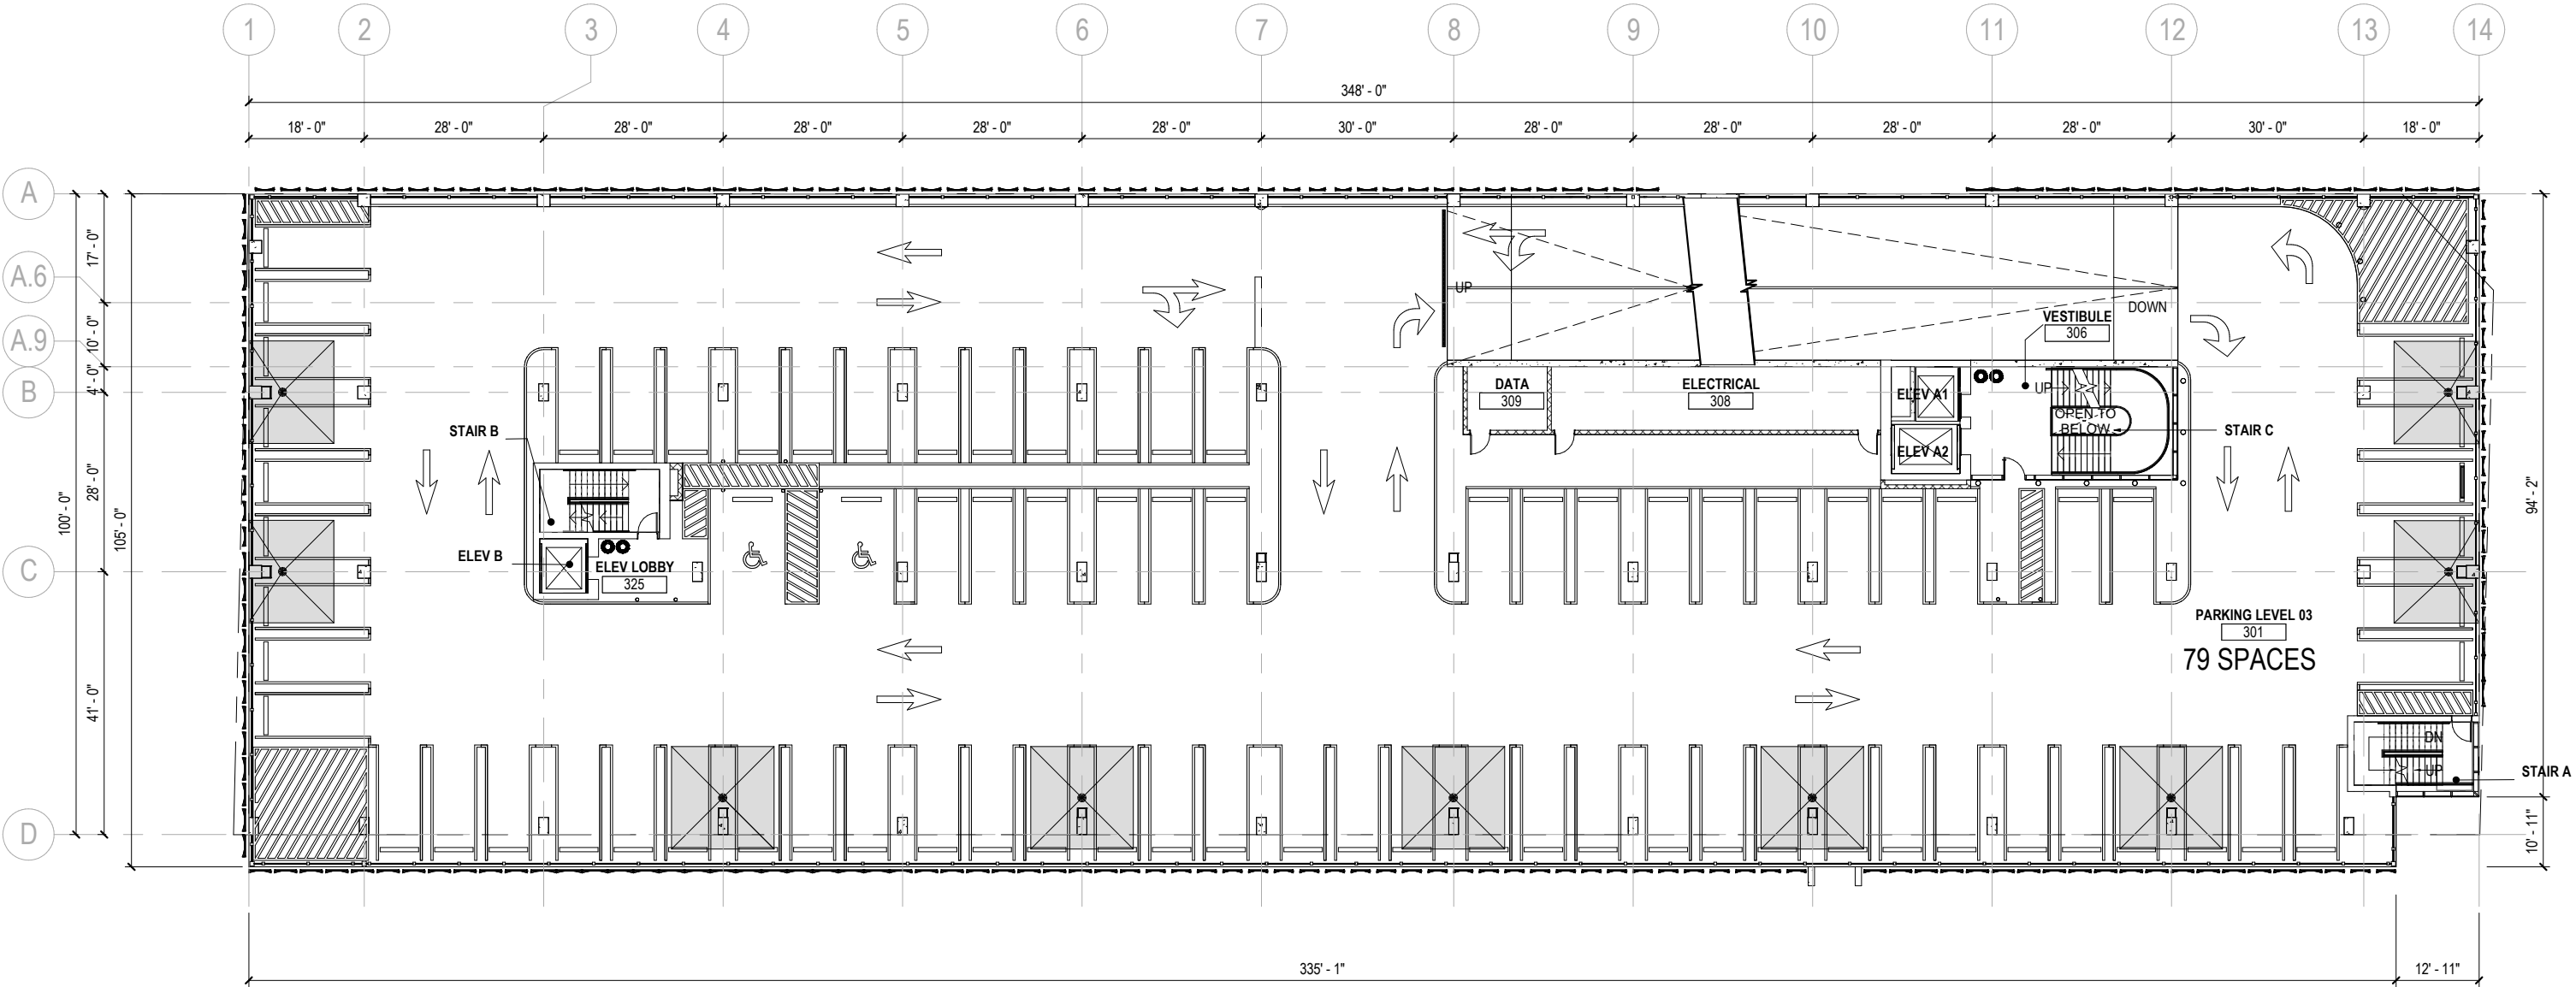 1 2 3 4 5 6 7 8 9 10 11 12 13 14
348' - 0"
18' - 0" 28' - 0" 28' - 0" 28' - 0" 28' - 0" 28' - 0" 30' - 0" 28' - 0" 28' - 0" 28' - 0" 28' - 0" 30' - 0" 18' - 0"
A
A.6
A.9
B
C
D
17' - 0"
10' - 0"
4' - 0"
28' - 0"
41' - 0"
100' - 0"
105' - 0"
94' - 2"
10' - 11"
UP
DOWN
VESTIBULE
306
DATA
309
ELECTRICAL
308
ELEV A1
ELEV A2
UP
OPEN TO
BELOW
STAIR C
STAIR B
ELEV B
ELEV LOBBY
325
PARKING LEVEL 03
301
79 SPACES
DN
UP
STAIR A
335' - 1"
12' - 11"